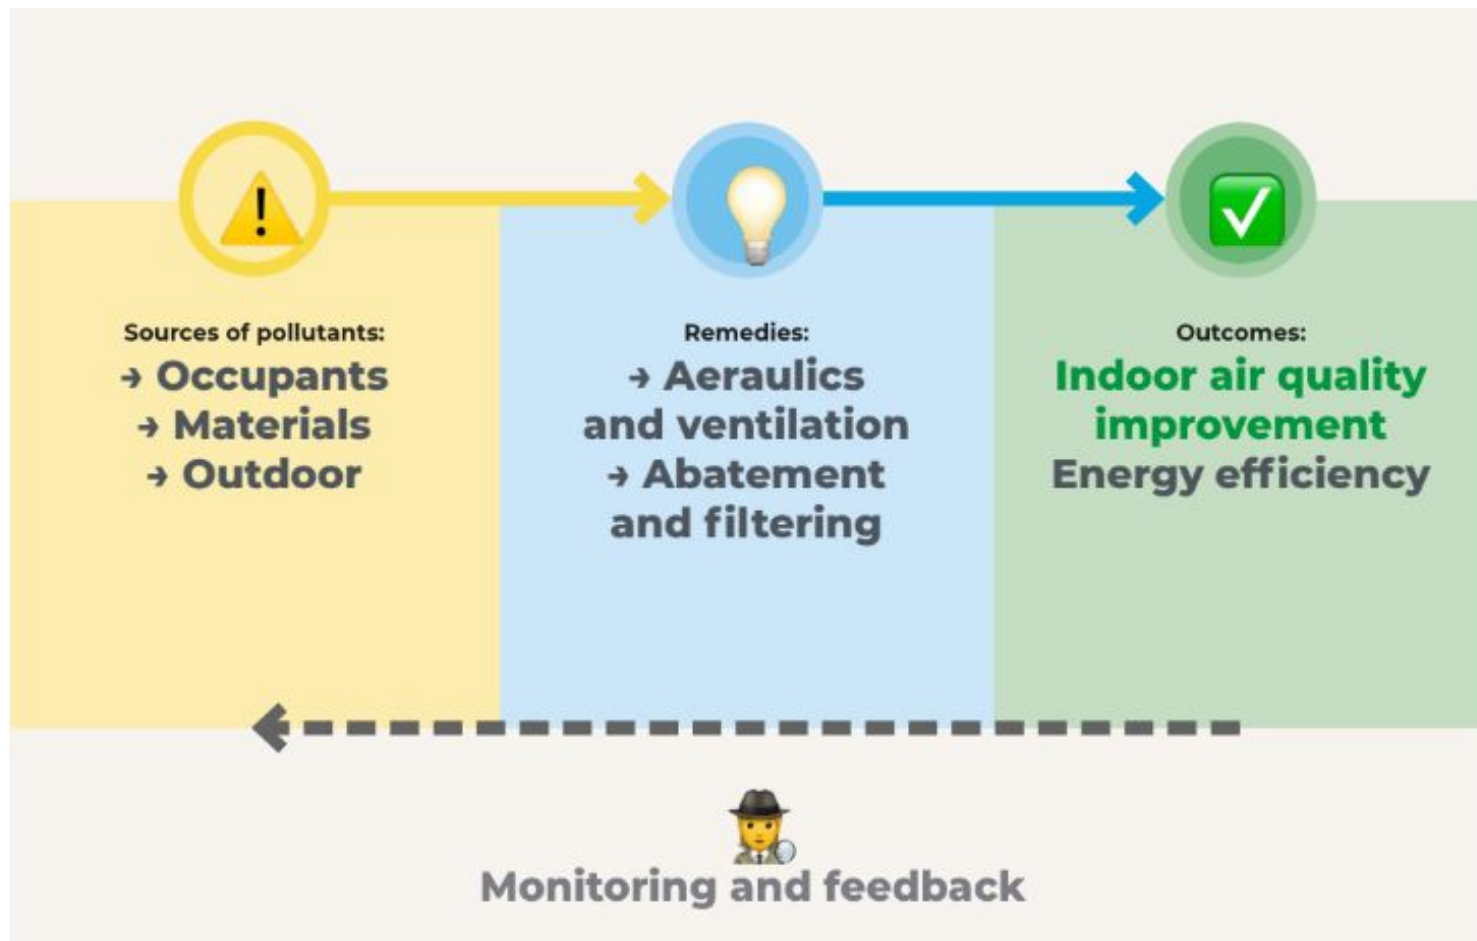 Sources of pollutants:
→ Occupants
→ Materials
→ Outdoor
Remedies:
→ Aeraulics
and ventilation
→ Abatement
and filtering
Outcomes:
Indoor air quality
improvement
Energy efficiency
Monitoring and feedback